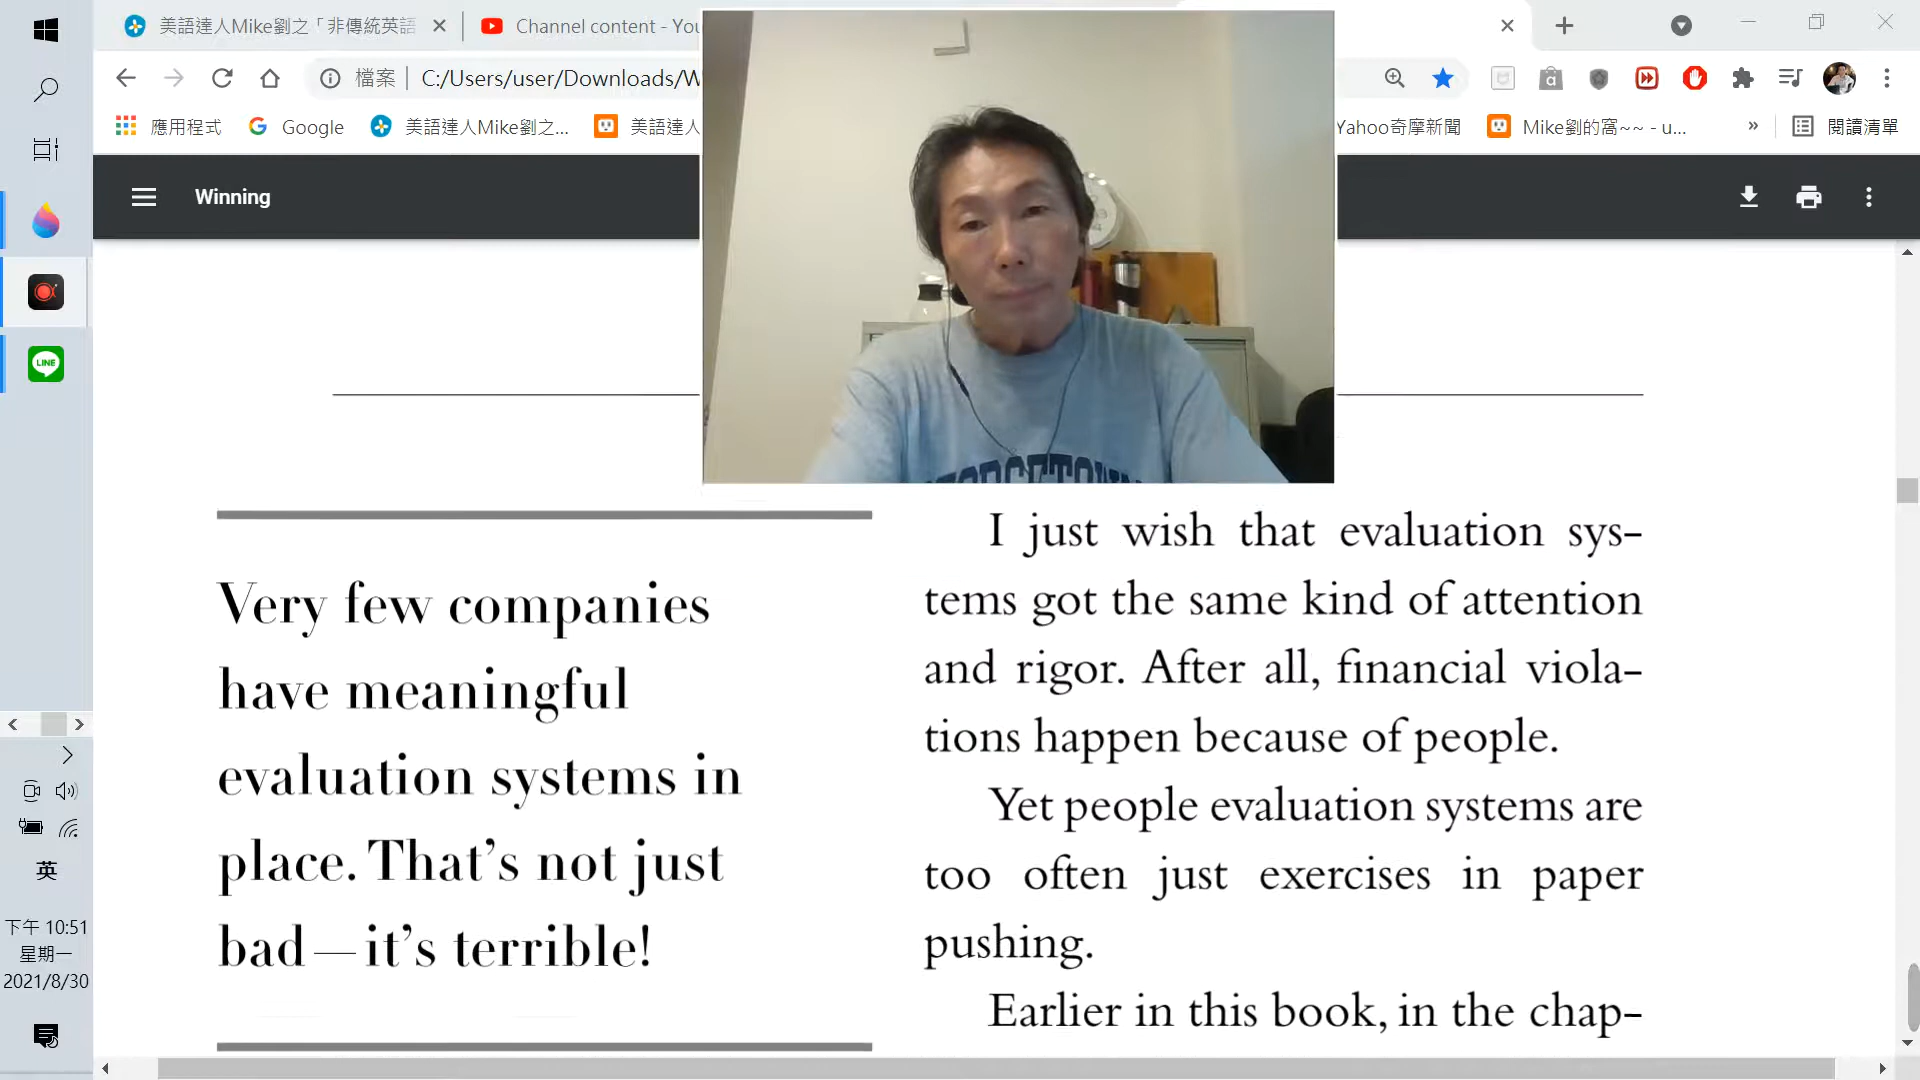 美語達人Mike劉之「非傳統英語
Channel content - You
檔案
C:/Users/user/Downloads/W
應用程式
Google
美語達人Mike劉之...
美語達人
Yahoo奇摩新聞
Mike劉的窩~~ - u...
»
閱讀清單
Winning
LINE
Very few companies
have meaningful
evaluation systems in
place. That’s not just
bad—it’s terrible!
I just wish that evaluation sys-
tems got the same kind of attention
and rigor. After all, financial viola-
tions happen because of people.
Yet people evaluation systems are
too often just exercises in paper
pushing.
Earlier in this book, in the chap-
英
下午 10:51
星期一
2021/8/30